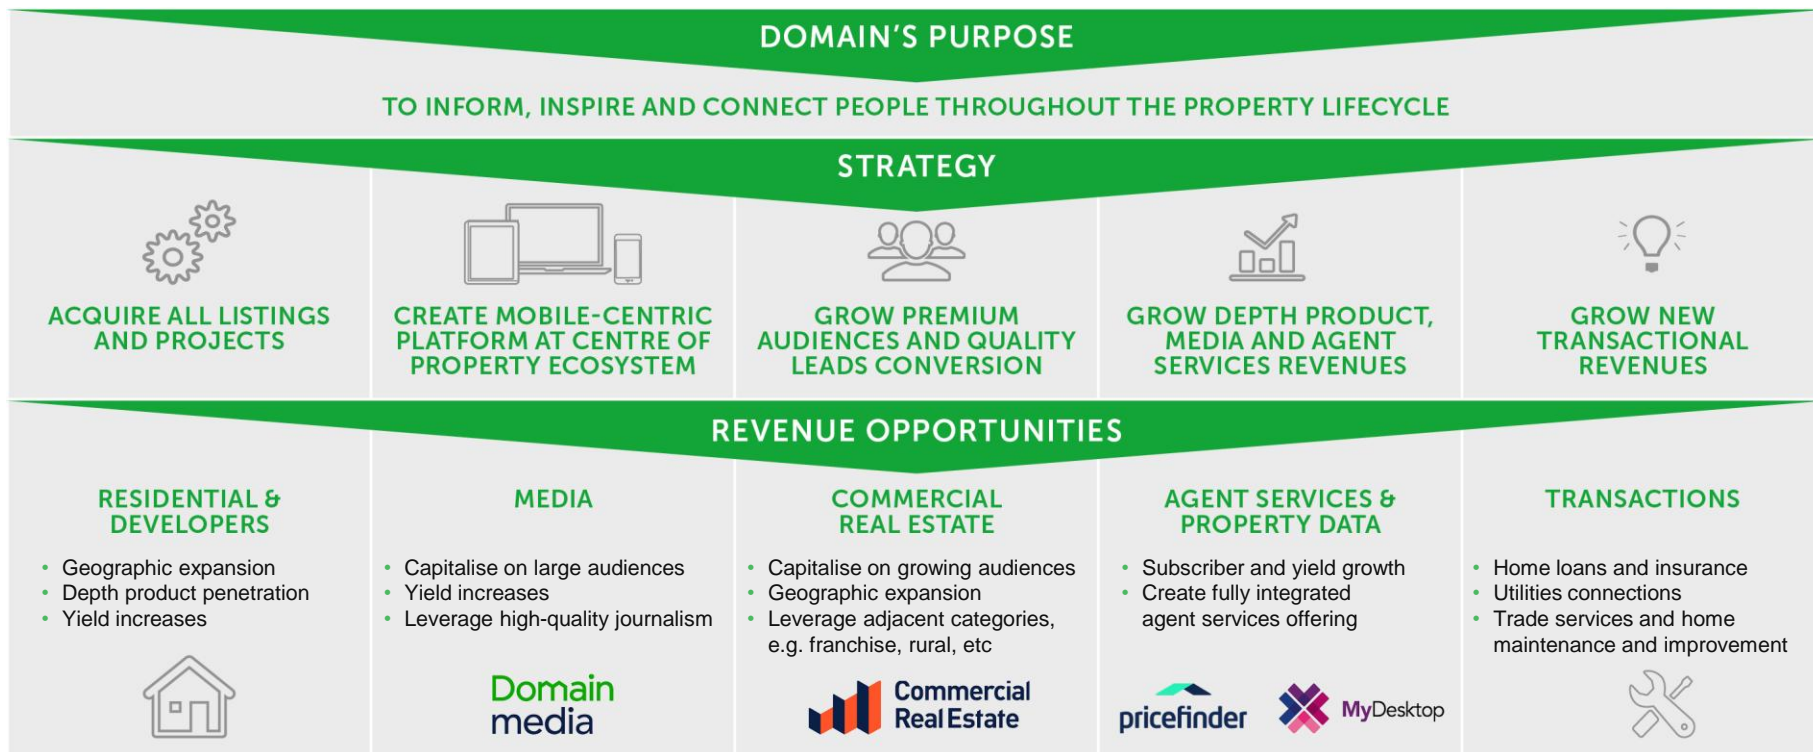 DOMAIN'S PURPOSE
TO INFORM, INSPIRE AND CONNECT PEOPLE THROUGHOUT THE PROPERTY LIFECYCLE
STRATEGY
ACQUIRE ALL LISTINGS
AND PROJECTS
CREATE MOBILE-CENTRIC
PLATFORM AT CENTRE OF
PROPERTY ECOSYSTEM
GROW PREMIUM
AUDIENCES AND QUALITY
LEADS CONVERSION
GROW DEPTH PRODUCT,
MEDIA AND AGENT
SERVICES REVENUES
GROW NEW
TRANSACTIONAL
REVENUES
REVENUE OPPORTUNITIES
RESIDENTIAL &
DEVELOPERS
• Geographic expansion
• Depth product penetration
• Yield increases
MEDIA
• Capitalise on large audiences
• Yield increases
• Leverage high-quality journalism
Domain
media
COMMERCIAL
REAL ESTATE
• Capitalise on growing audiences
• Geographic expansion
• Leverage adjacent categories,
e.g. franchise, rural, etc
Commercial
Real Estate
AGENT SERVICES &
PROPERTY DATA
• Subscriber and yield growth
• Create fully integrated
agent services offering
pricefinder
MyDesktop
TRANSACTIONS
• Home loans and insurance
• Utilities connections
• Trade services and home
maintenance and improvement